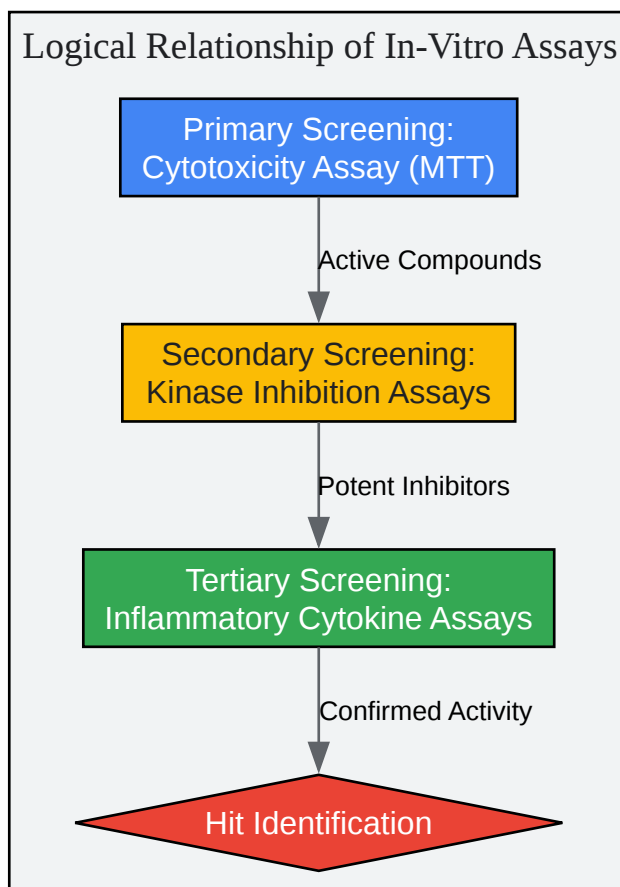 Logical Relationship of In-Vitro Assays
Primary Screening:
Cytotoxicity Assay (MTT)
Active Compounds
Secondary Screening:
Kinase Inhibition Assays
Potent Inhibitors
Tertiary Screening:
Inflammatory Cytokine Assays
Confirmed Activity
Hit Identification